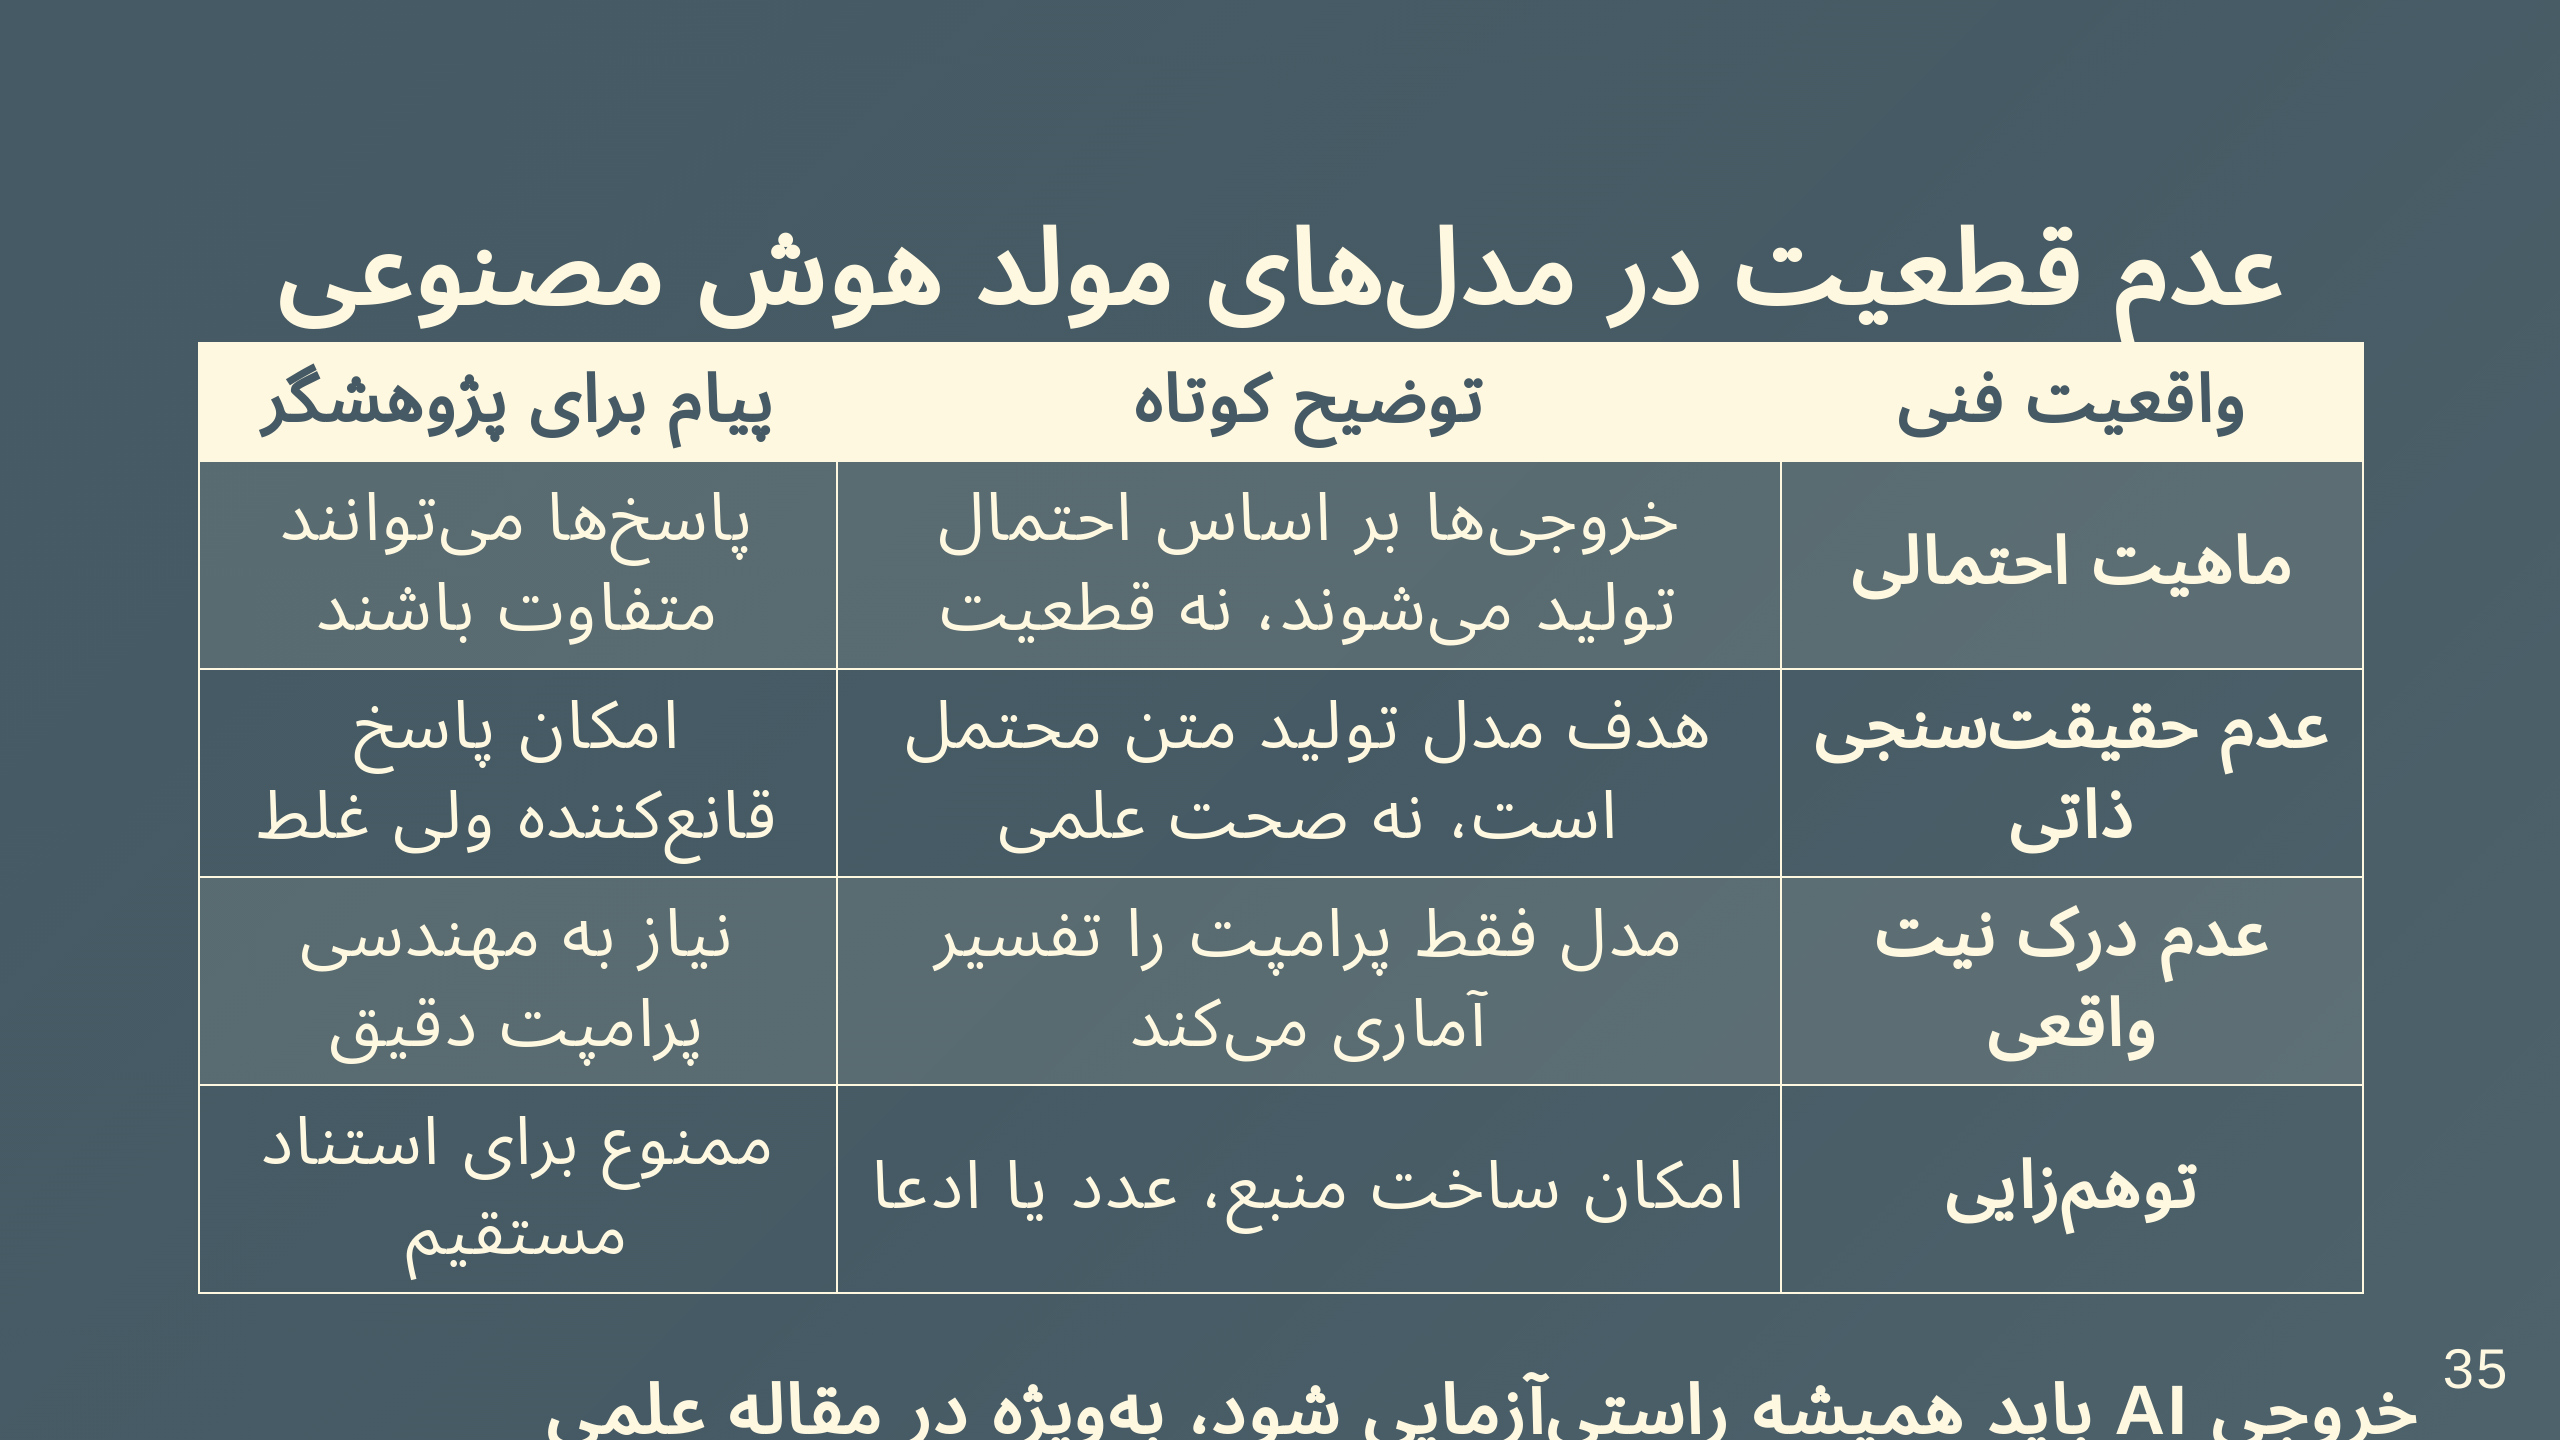 عدم قطعیت در مدل‌های مولد هوش مصنوعی
واقعیت فنی
توضیح کوتاه
پیام برای پژوهشگر
ماهیت احتمالی
خروجی‌ها بر اساس احتمال
تولید می‌شوند، نه قطعیت
پاسخ‌ها می‌توانند
متفاوت باشند
عدم حقیقت‌سنجی
ذاتی
هدف مدل تولید متن محتمل
است، نه صحت علمی
امکان پاسخ
قانع‌کننده ولی غلط
عدم درک نیت
واقعی
مدل فقط پرامپت را تفسیر
آماری می‌کند
نیاز به مهندسی
پرامپت دقیق
توهم‌زایی
امکان ساخت منبع، عدد یا ادعا
ممنوع برای استناد
مستقیم
35
خروجی AI باید همیشه راستی‌آزمایی شود، به‌ویژه در مقاله علمی